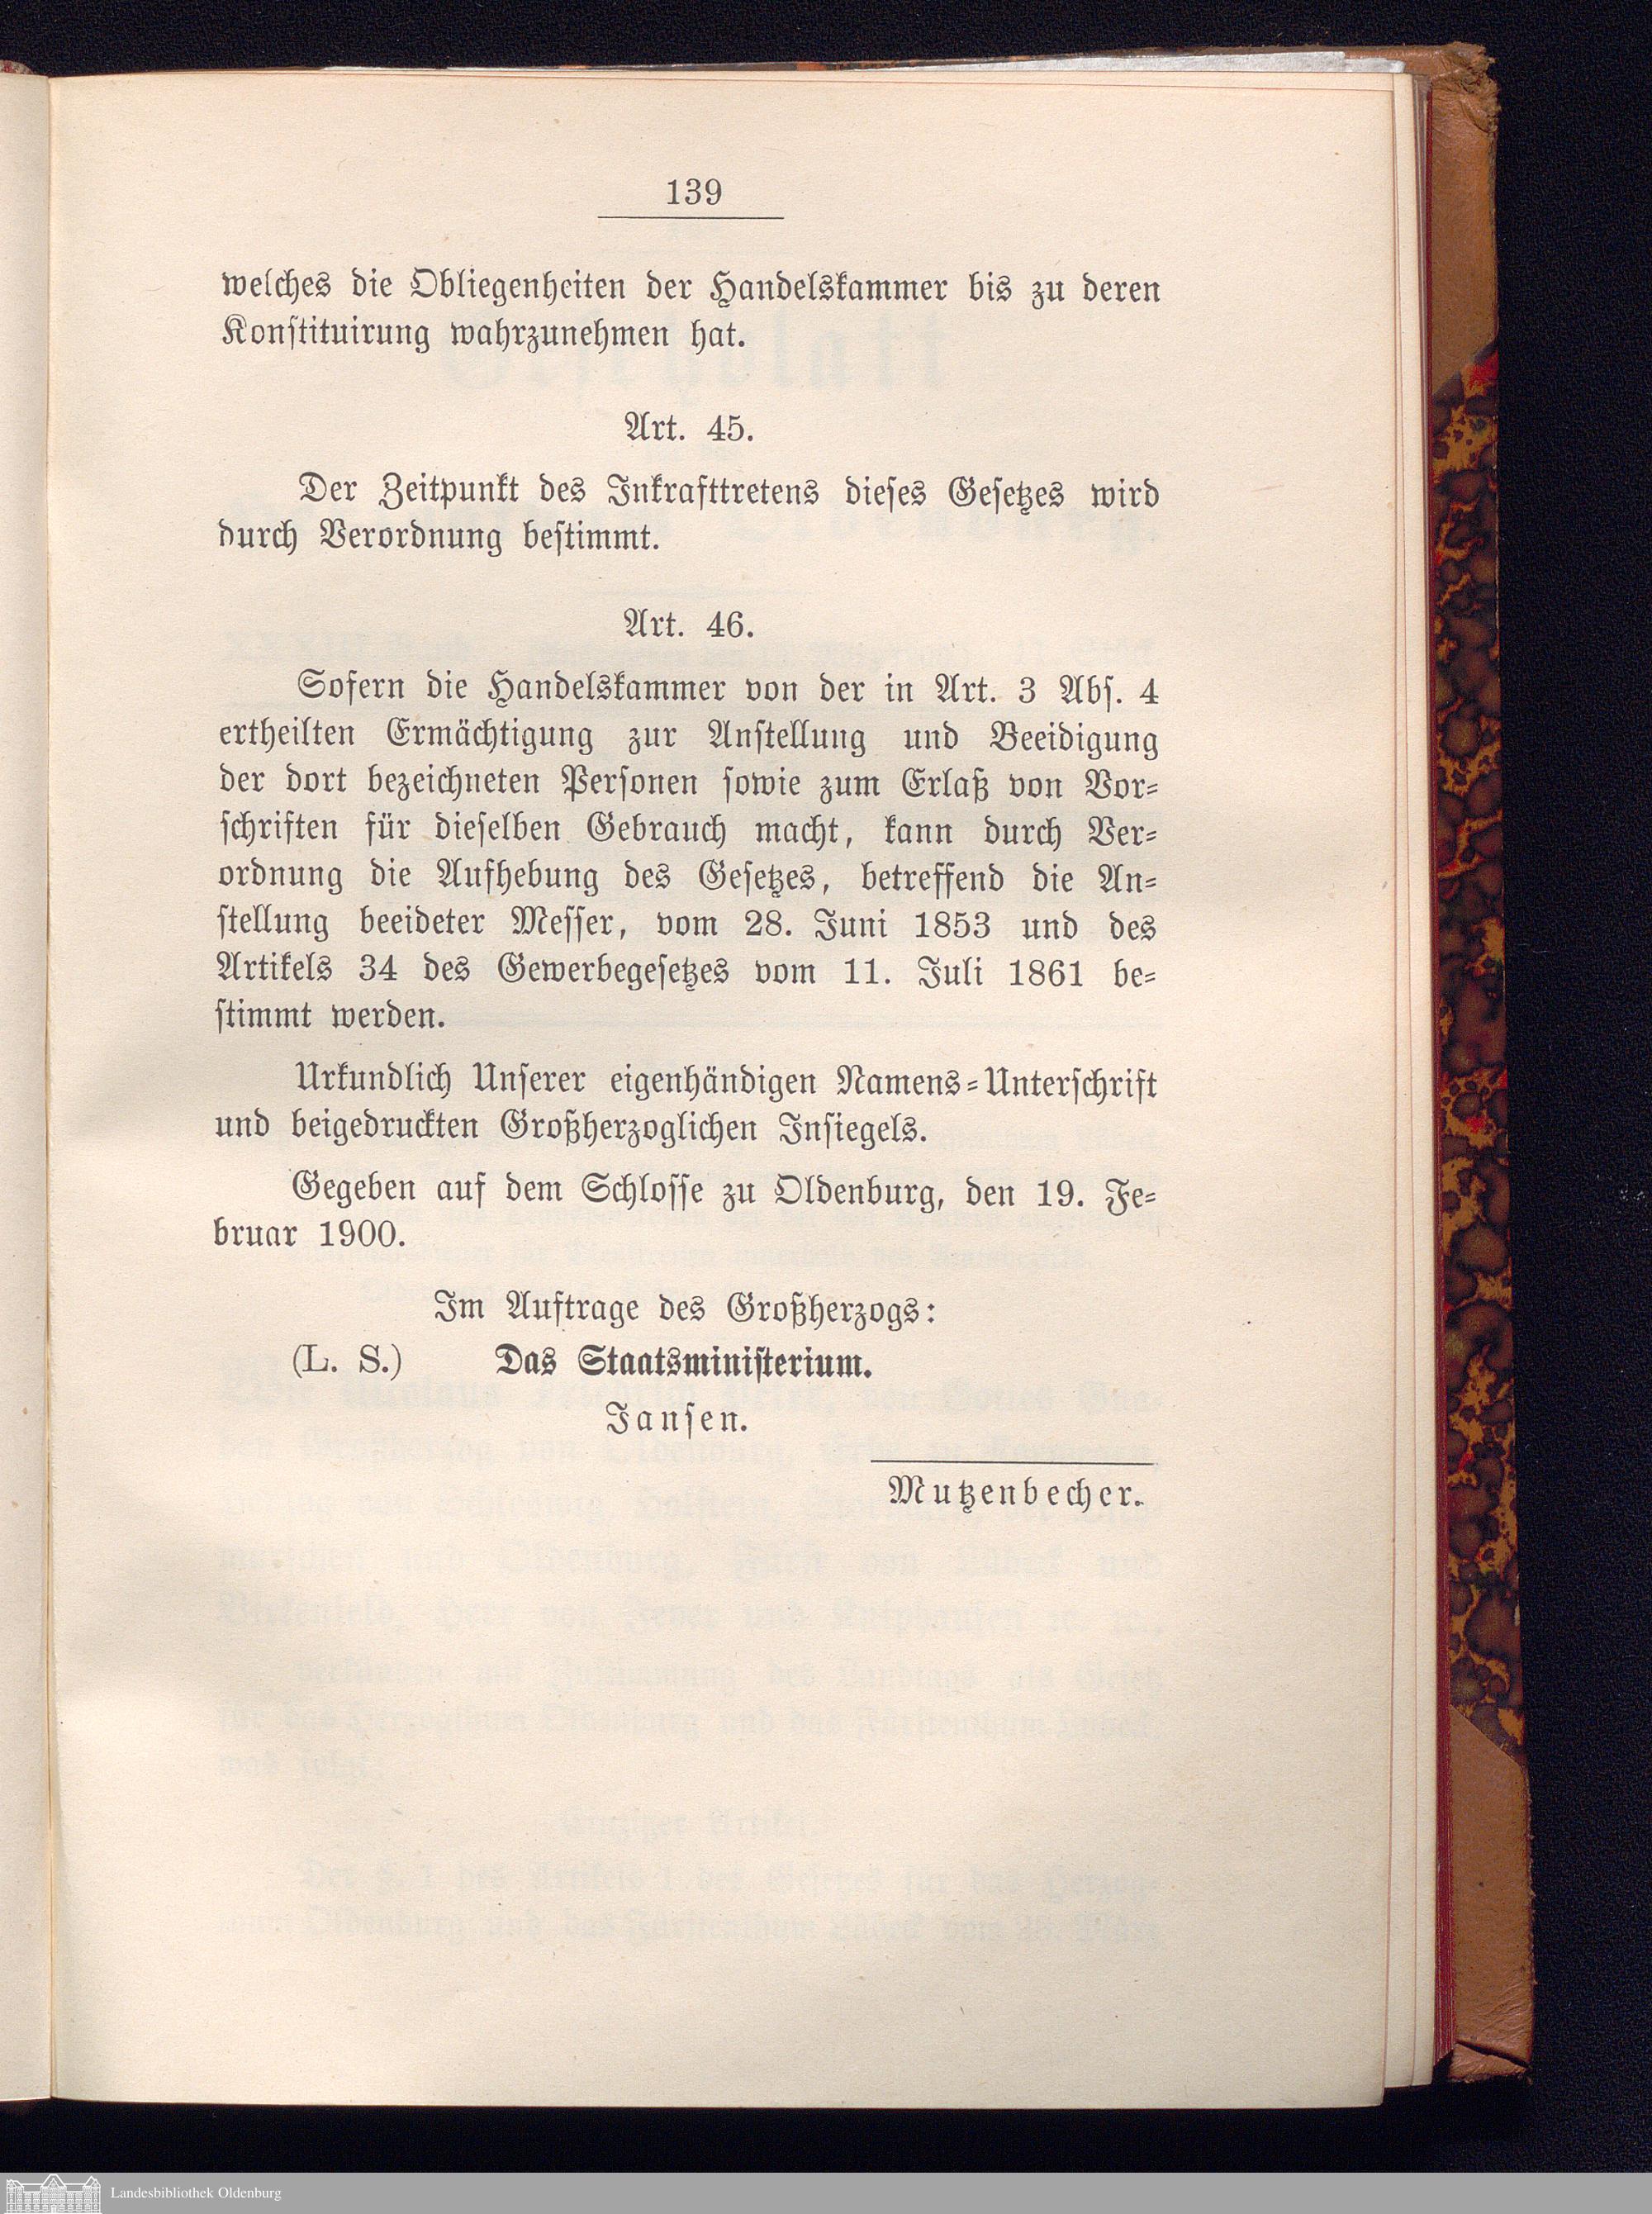 139
welches die Obliegenheiten der Handelskammer bis zu deren
Konstituirung wahrzunehmen hat.
Art. 45.
Der Zeitpunkt des Inkrafttretens dieses Gesetzes wird
durch Verordnung bestimmt.
Art. 46.
Sofern die Handelskammer von der in Art. 3 Abs. 4
ertheilten Ermächtigung zur Anstellung und Beeidigung
der dort bezeichneten Personen sowie zum Erlaß von Vor-
schriften für dieselben Gebrauch macht, kann durch Ver-
ordnung die Aufhebung des Gesetzes, betreffend die An-
stellung beeideter Messer, vom 28. Juni 1853 und des
Artikels 34 des Gewerbegesetzes vom 11. Juli 1861 be-
stimmt werden.
Urkundlich Unserer eigenhändigen Namens-Unterschrift
und beigedruckten Großherzoglichen Insiegels.
Gegeben auf dem Schlosse zu Oldenburg, den 19. Fe-
bruar 1900.
Im Auftrage des Großherzogs:
(L. S.) Das Staatsministerium.
Jansen.
Mutzenbecher.
Landesbibliothek Oldenburg